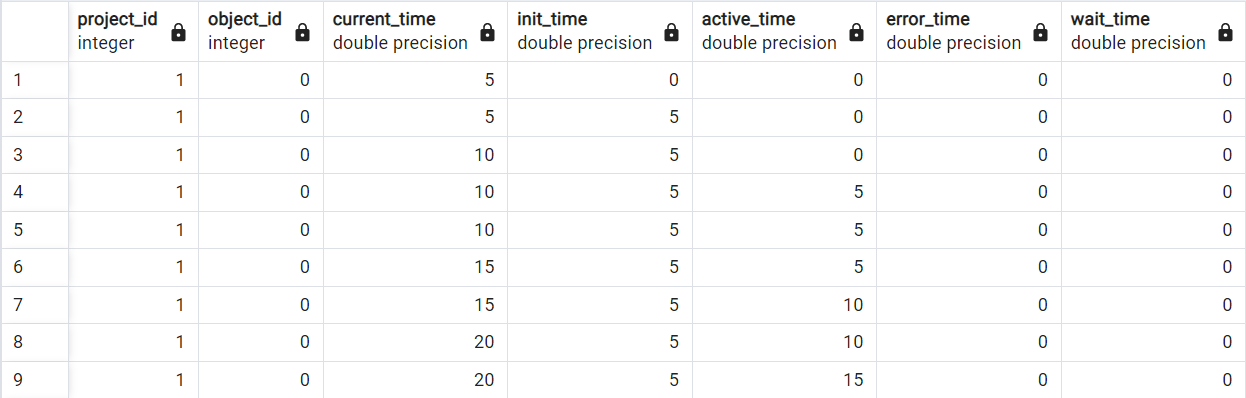 project_id object_id current_time init_time active_time error_time wait_time
integer integer double precision double precision double precision double precision double precision
1 1 0 5 0 0 0 0
2 1 0 5 5 0 0 0
3 1 0 10 5 0 0 0
4 1 0 10 5 5 0 0
5 1 0 10 5 5 0 0
6 1 0 15 5 5 0 0
7 1 0 15 5 10 0 0
8 1 0 20 5 10 0 0
9 1 0 20 5 15 0 0